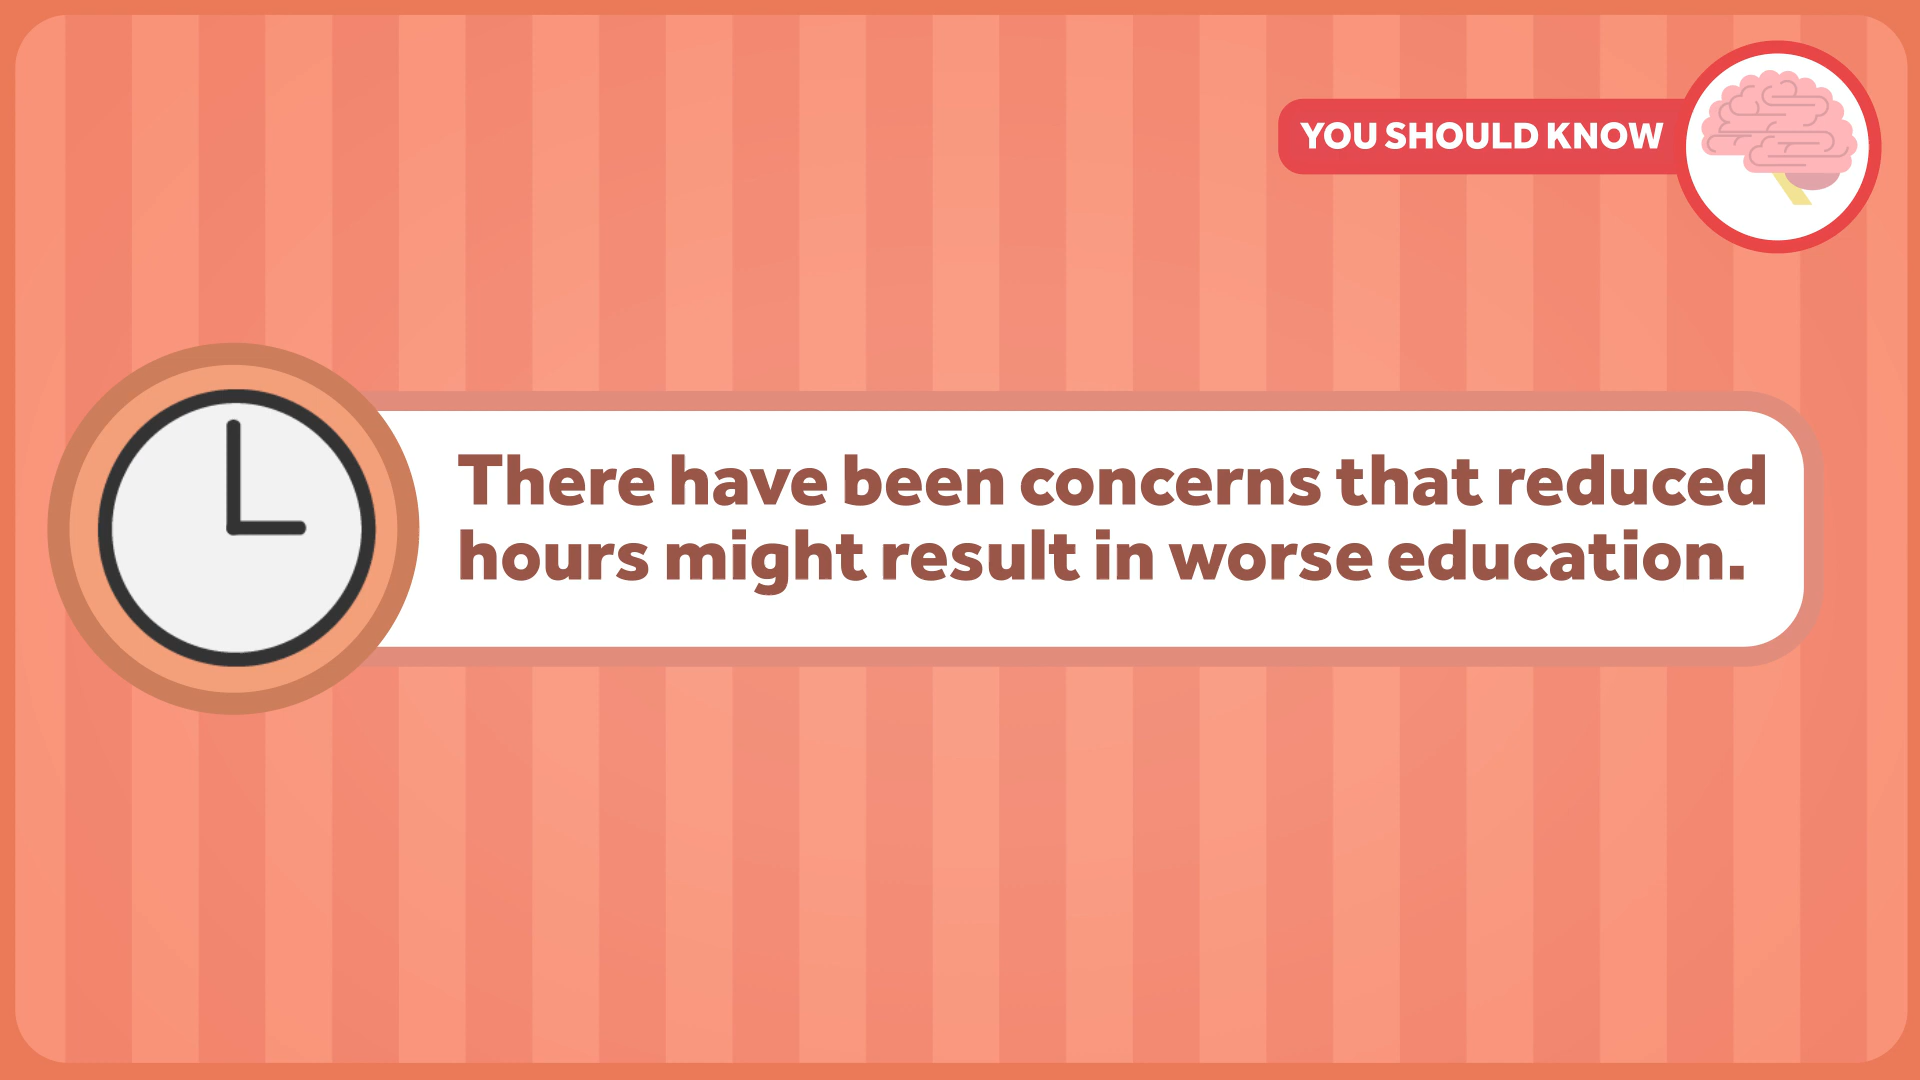 YOU SHOULD KNOW
There have been concerns that reduced
hours might result in worse education.